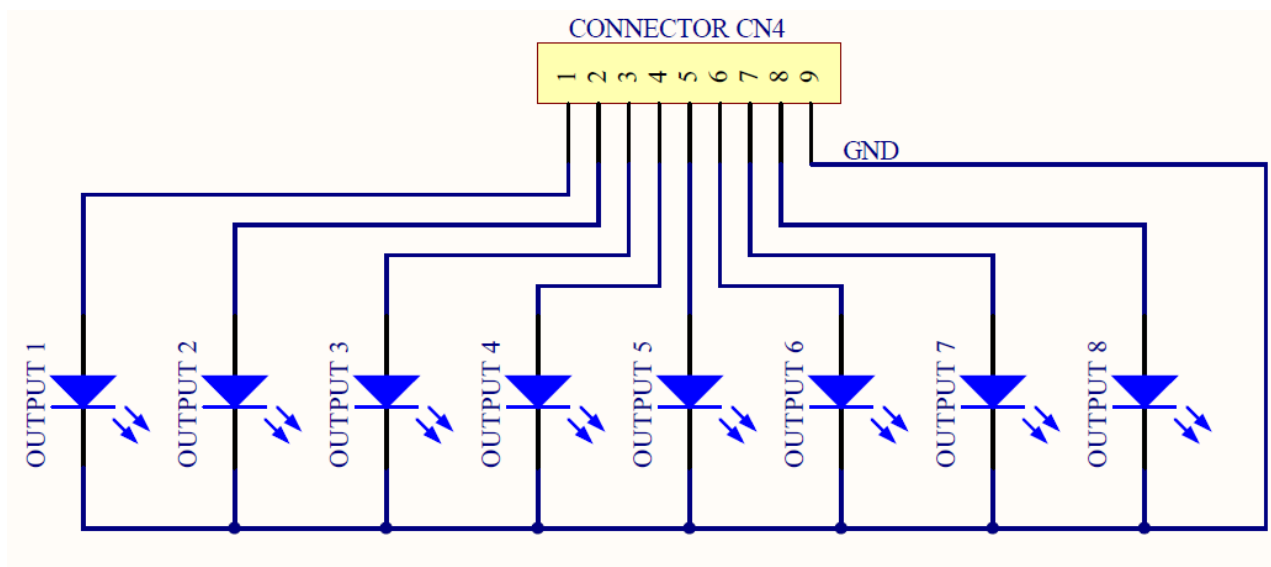 CONNECTOR CN4
1 2 3 4 5 6 7 8 9
GND
OUTPUT 1
OUTPUT 2
OUTPUT 3
OUTPUT 4
OUTPUT 5
OUTPUT 6
OUTPUT 7
OUTPUT 8